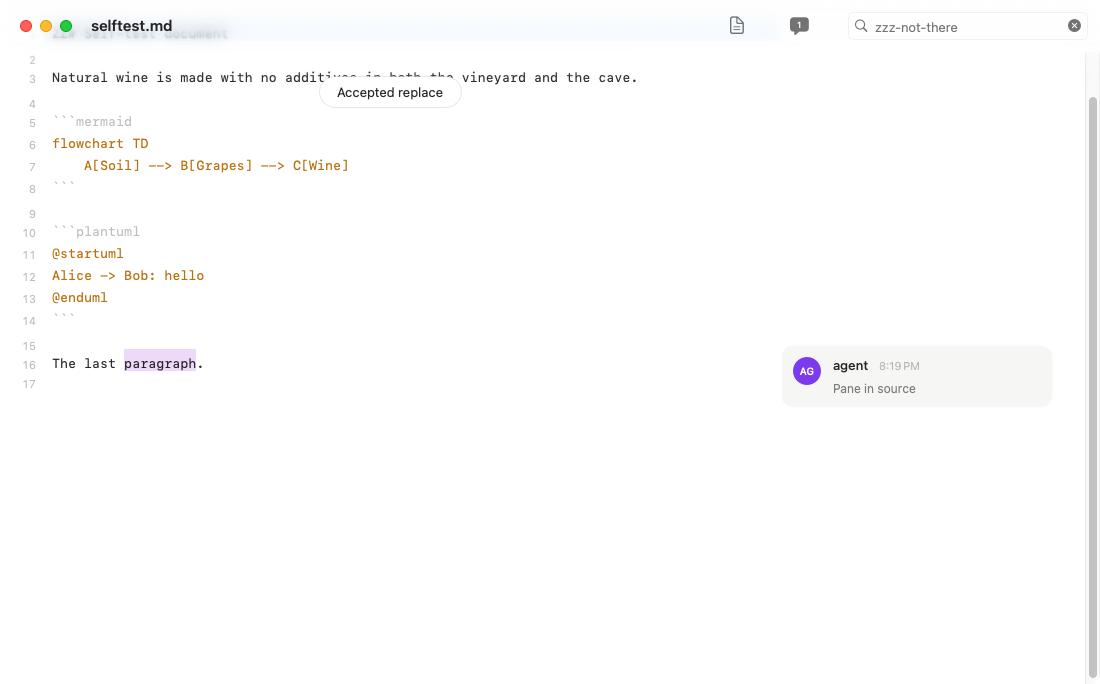 selftest.md
1
zzz-not-there
2
3 Natural wine is made with no additives in both the vineyard and the cave.
Accepted replace
4
5 ```mermaid
6 flowchart TD
7 A[Soil] --> B[Grapes] --> C[Wine]
8 ```
9
10 ```plantuml
11 @startuml
12 Alice -> Bob: hello
13 @enduml
14 ```
15
16 The last paragraph.
17
AG agent 8:19 PM
Pane in source